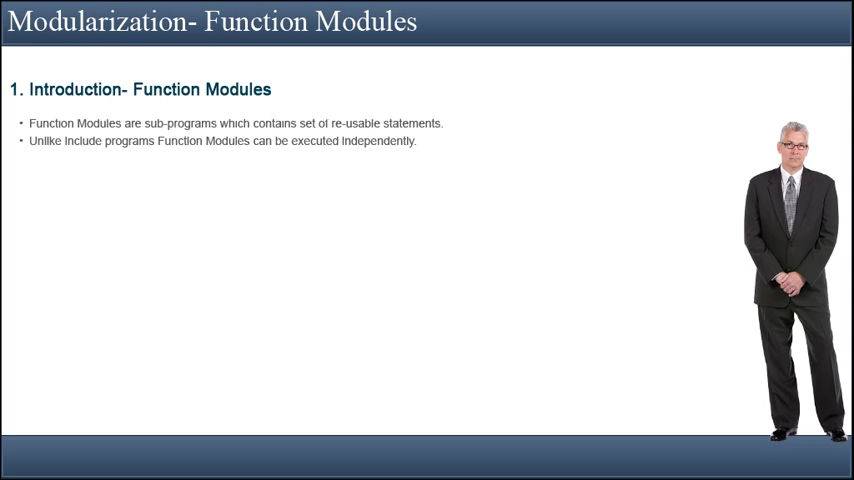 Modularization- Function Modules
1. Introduction- Function Modules
• Function Modules are sub-programs which contains set of re-usable statements.
• Unlike Include programs Function Modules can be executed Independently.